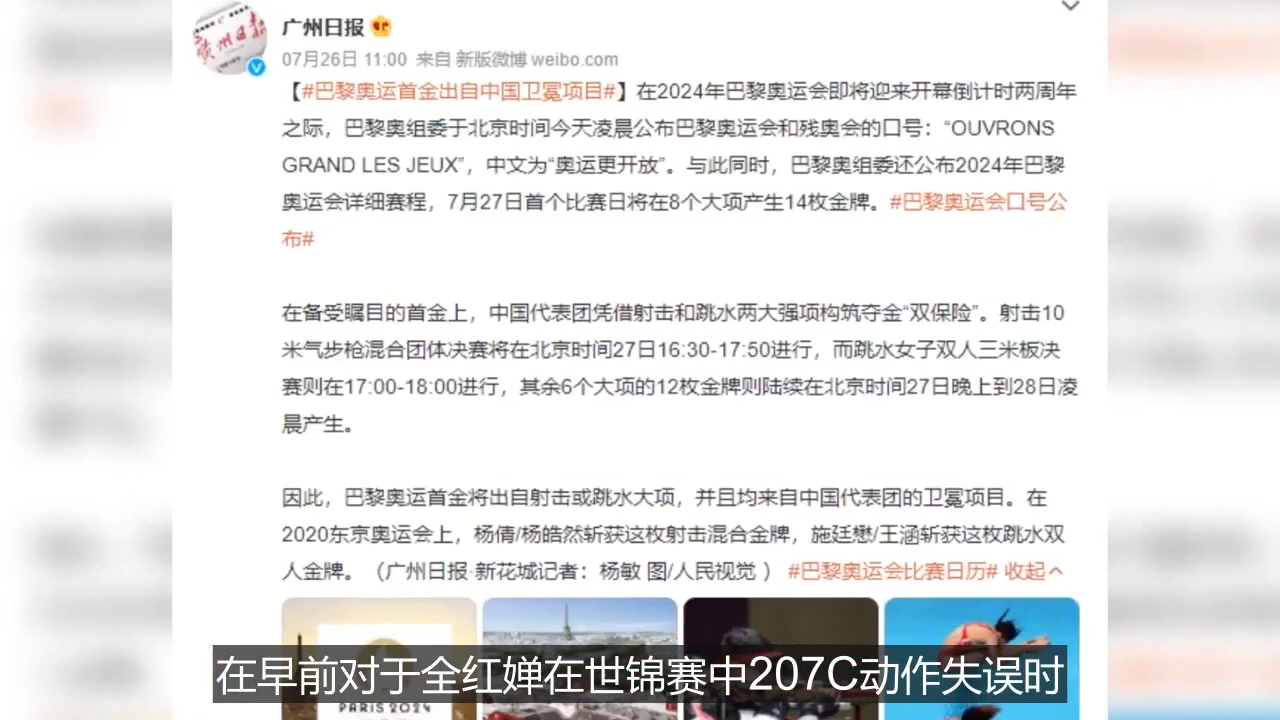 广州日报
广州日报
07月26日 11:00 来自 新版微博 weibo.com
【#巴黎奥运首金出自中国卫冕项目#】在2024年巴黎奥运会即将迎来开幕倒计时两周年
之际，巴黎奥组委于北京时间今天凌晨公布巴黎奥运会和残奥会的口号：“OUVRONS
GRAND LES JEUX”，中文为“奥运更开放”。与此同时，巴黎奥组委还公布2024年巴黎
奥运会详细赛程，7月27日首个比赛日将在8个大项产生14枚金牌。#巴黎奥运会口号公
布#
在备受瞩目的首金上，中国代表团凭借射击和跳水两大强项构筑夺金“双保险”。射击10
米气步枪混合团体决赛将在北京时间27日16:30-17:50进行，而跳水女子双人三米板决
赛则在17:00-18:00进行，其余6个大项的12枚金牌则陆续在北京时间27日晚上到28日凌
晨产生。
因此，巴黎奥运首金将出自射击或跳水大项，并且均来自中国代表团的卫冕项目。在
2020东京奥运会上，杨倩/杨皓然斩获这枚射击混合金牌，施廷懋/王涵斩获这枚跳水双
人金牌。（广州日报·新花城记者：杨敏 图/人民视觉 ） #巴黎奥运会比赛日历# 收起
在早前对于全红婵在世锦赛中207C动作失误时
PARIS 2024